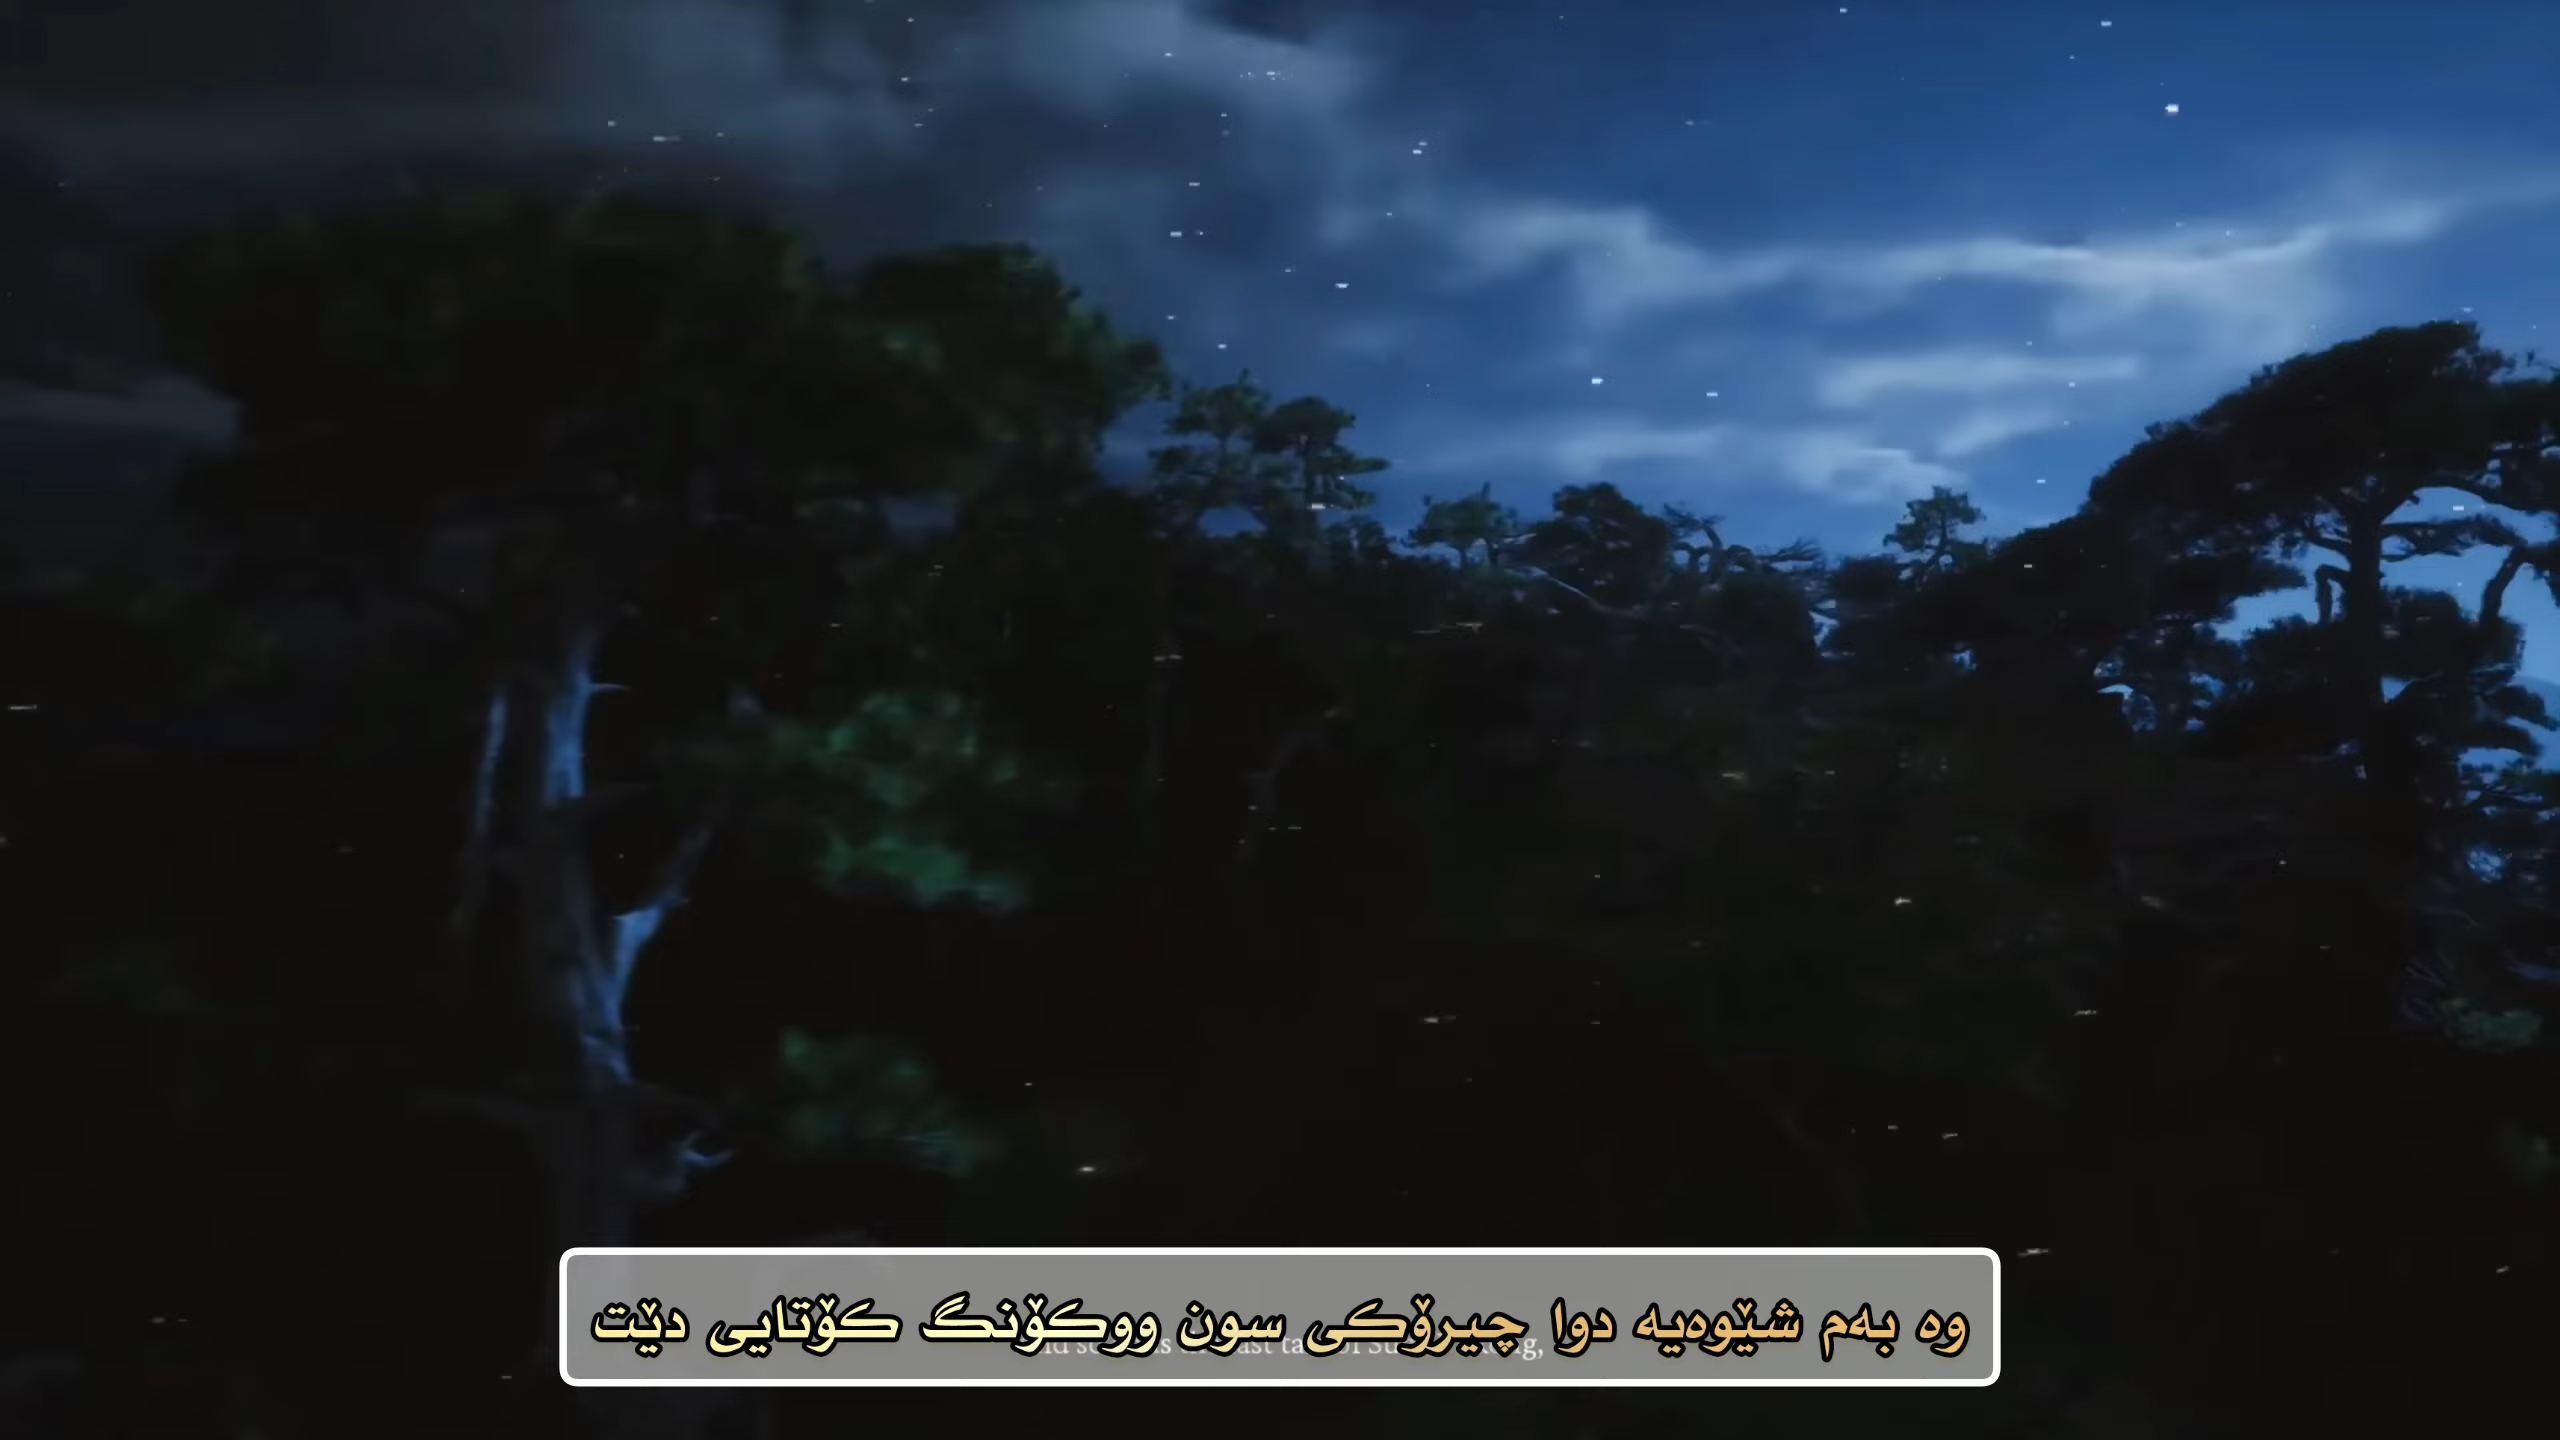 وە بەم شێوەیە دوا چیرۆکی سون ووکۆنگ کۆتایی دێت